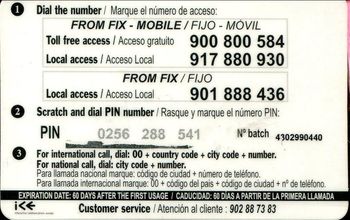 1 Dial the number / Marque el número de acceso:
FROM FIX - MOBILE / FIJO - MÓVIL
Toll free access / Acceso gratuito 900 800 584
Local access / Acceso Local 917 880 930
FROM FIX / FIJO
Local access / Acceso Local 901 888 436
2 Scratch and dial PIN number / Rasque y marque el número PIN:
PIN 0256 288 541 Nº batch 4302990440
3 For international call, dial: 00 + country code + city code + number.
For national call, dial: city code + number.
Para llamada nacional marque: código de ciudad + número de teléfono.
Para llamada internacional marque: 00 + código del país + código de ciudad + número de teléfono.
EXPIRATION DATE: 60 DAYS AFTER THE FIRST USAGE / CADUCIDAD: 60 DÍAS A PARTIR DE LA PRIMERA LLAMADA
Customer service / Atención al cliente : 902 88 73 83